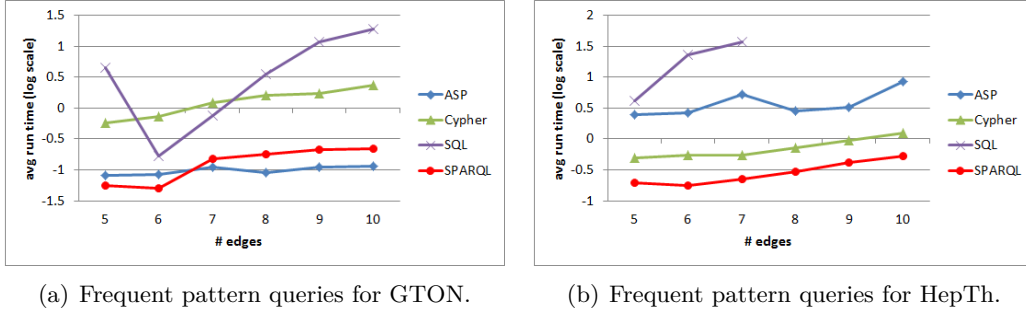 1.5
1
0.5
0
-0.5
-1
-1.5
avg run time (log scale)
5 6 7 8 9 10
# edges
ASP
Cypher
SQL
SPARQL
(a) Frequent pattern queries for GTON.
2
1.5
1
0.5
0
-0.5
-1
avg run time (log scale)
5 6 7 8 9 10
# edges
ASP
Cypher
SQL
SPARQL
(b) Frequent pattern queries for HepTh.